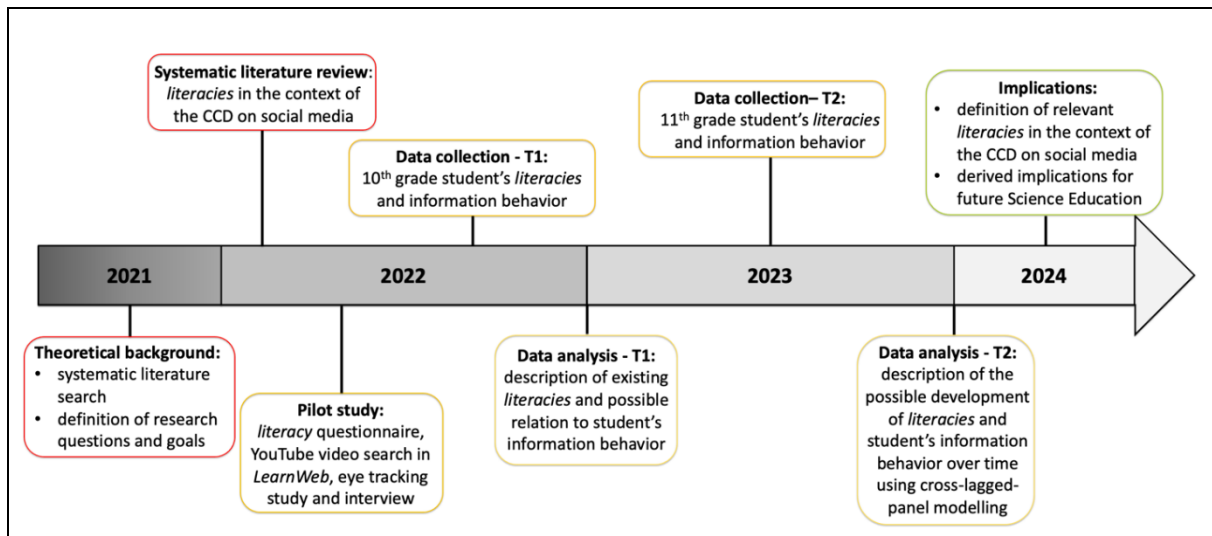 Systematic literature review:
literacies in the context of
the CCD on social media
Data collection - T1:
10th grade student's literacies
and information behavior
Data collection– T2:
11th grade student's literacies
and information behavior
Implications:
• definition of relevant
literacies in the context of
the CCD on social media
• derived implications for
future Science Education
2021
2022
2023
2024
Theoretical background:
• systematic literature
search
• definition of research
questions and goals
Pilot study:
literacy questionnaire,
YouTube video search in
LearnWeb, eye tracking
study and interview
Data analysis - T1:
description of existing
literacies and possible
relation to student's
information behavior
Data analysis - T2:
description of the
possible development
of literacies and
student's information
behavior over time
using cross-lagged-
panel modelling